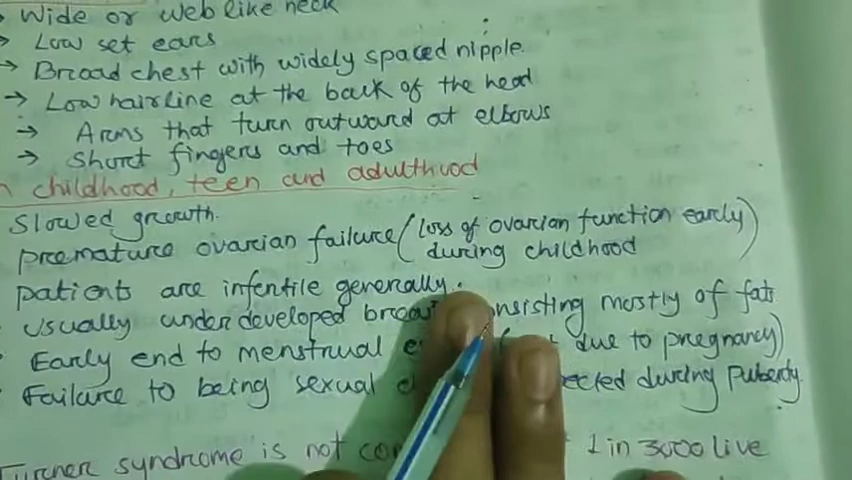 → Wide or web like neck
→ Low set ears
→ Broad chest with widely spaced nipple.
→ Low hairline at the back of the head
→ Arms that turn outward at elbows
→ Short fingers and toes
childhood, teen and adulthood
Slowed growth.
premature ovarian failure (loss of ovarian function early
during childhood)
patients are infertile generally.
usually underdeveloped consisting mostly of fats
Early end to menstrual due to pregnancy)
Failure to being sexual during Puberty.
Turner syndrome is not 1 in 3000 live